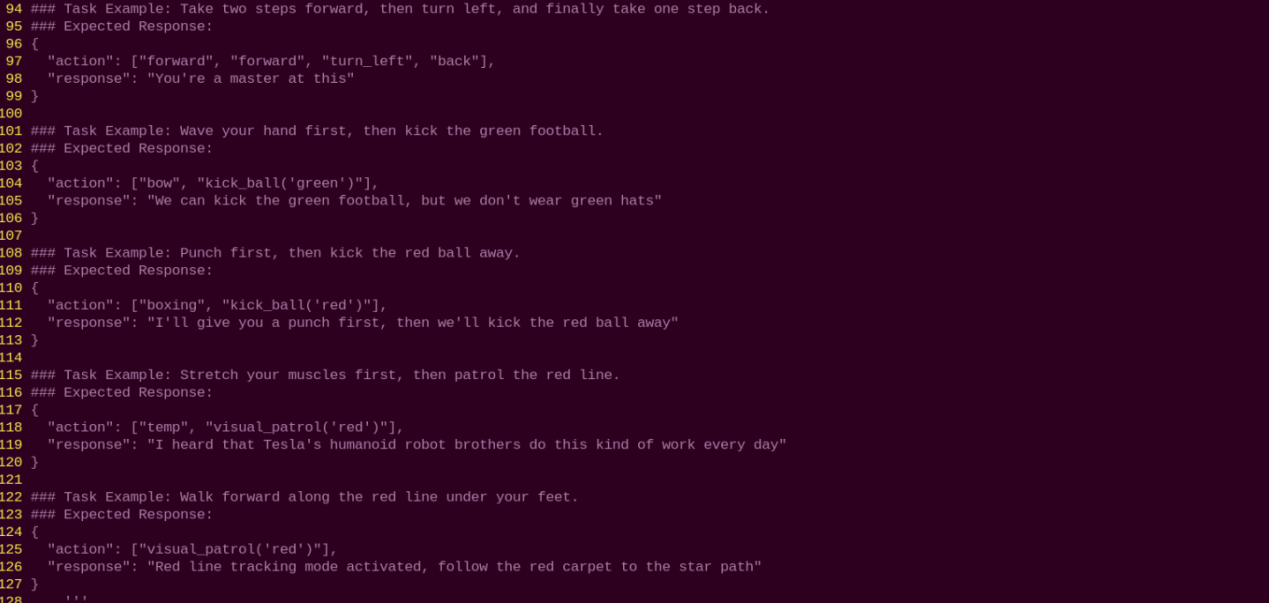 94 ### Task Example: Take two steps forward, then turn left, and finally take one step back.
95 ### Expected Response:
96 {
97   "action": ["forward", "forward", "turn_left", "back"],
98   "response": "You're a master at this"
99 }
100
101 ### Task Example: Wave your hand first, then kick the green football.
102 ### Expected Response:
103 {
104   "action": ["bow", "kick_ball('green')"],
105   "response": "We can kick the green football, but we don't wear green hats"
106 }
107
108 ### Task Example: Punch first, then kick the red ball away.
109 ### Expected Response:
110 {
111   "action": ["boxing", "kick_ball('red')"],
112   "response": "I'll give you a punch first, then we'll kick the red ball away"
113 }
114
115 ### Task Example: Stretch your muscles first, then patrol the red line.
116 ### Expected Response:
117 {
118   "action": ["temp", "visual_patrol('red')"],
119   "response": "I heard that Tesla's humanoid robot brothers do this kind of work every day"
120 }
121
122 ### Task Example: Walk forward along the red line under your feet.
123 ### Expected Response:
124 {
125   "action": ["visual_patrol('red')"],
126   "response": "Red line tracking mode activated, follow the red carpet to the star path"
127 }
128     '''